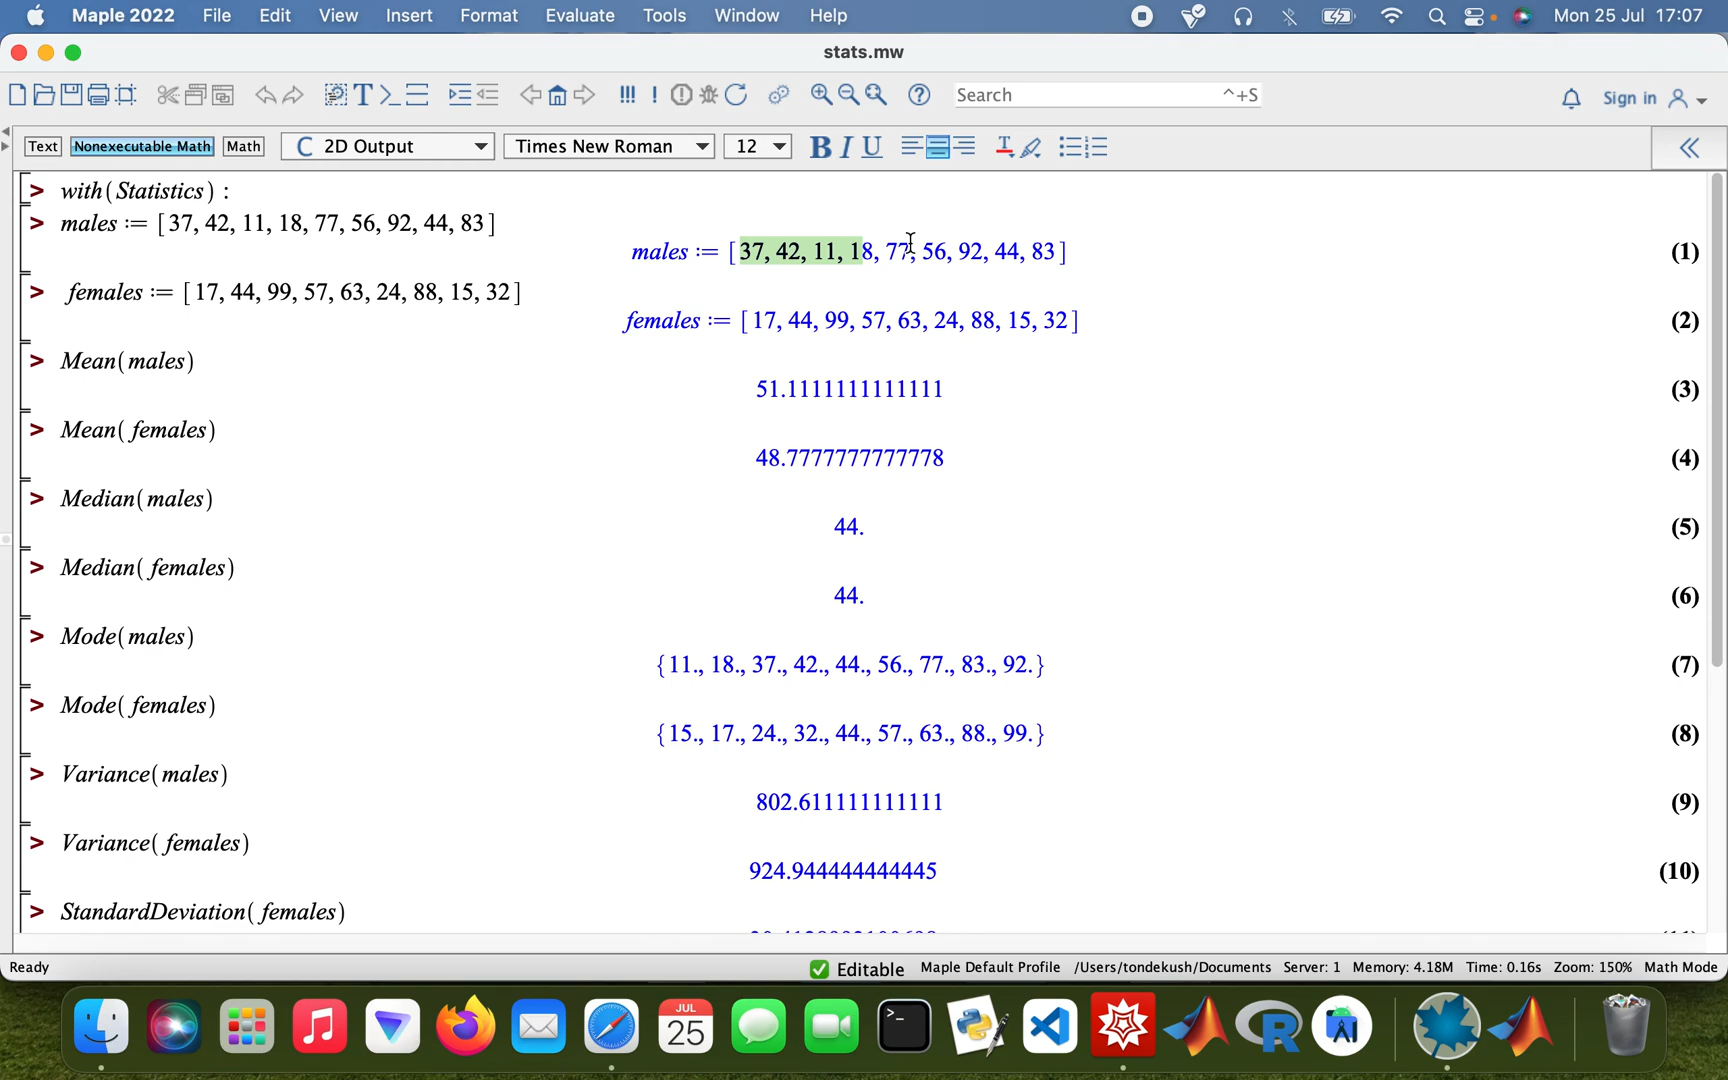 Maple 2022 File Edit View Insert Format Evaluate Tools Window Help Mon 25 Jul 17:07
stats.mw
Search ^+S Sign in
Text Nonexecutable Math Math C 2D Output Times New Roman 12 B I U
> with(Statistics) :
> males := [37, 42, 11, 18, 77, 56, 92, 44, 83]
males := [37, 42, 11, 18, 77, 56, 92, 44, 83] (1)
> females := [17, 44, 99, 57, 63, 24, 88, 15, 32]
females := [17, 44, 99, 57, 63, 24, 88, 15, 32] (2)
> Mean(males)
51.1111111111111 (3)
> Mean(females)
48.7777777777778 (4)
> Median(males)
44. (5)
> Median(females)
44. (6)
> Mode(males)
{11., 18., 37., 42., 44., 56., 77., 83., 92.} (7)
> Mode(females)
{15., 17., 24., 32., 44., 57., 63., 88., 99.} (8)
> Variance(males)
802.611111111111 (9)
> Variance(females)
924.944444444445 (10)
> StandardDeviation(females)
Ready Editable Maple Default Profile /Users/tondekush/Documents Server: 1 Memory: 4.18M Time: 0.16s Zoom: 150% Math Mode
JUL
25